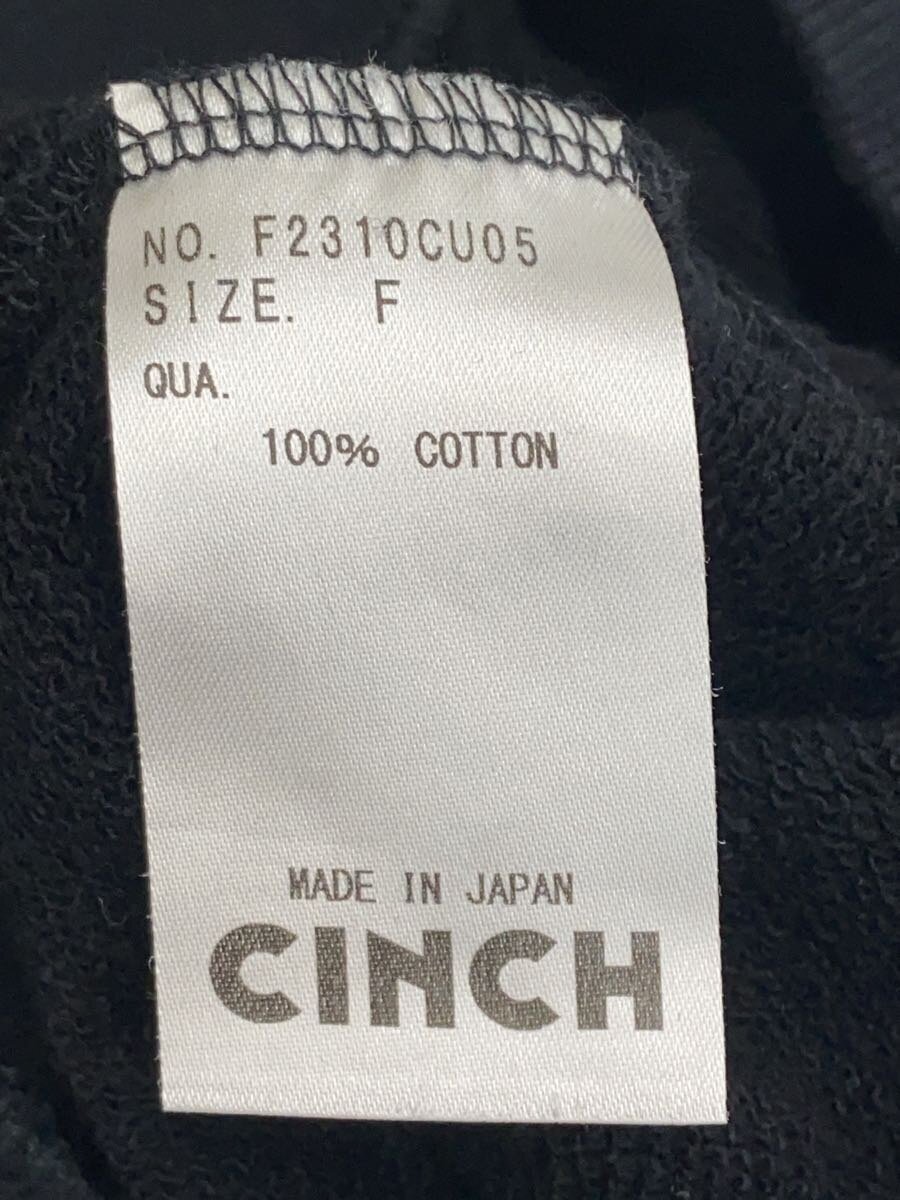 NO. F2310CU05
SIZE. F
QUA.
100% COTTON
MADE IN JAPAN
CINCH